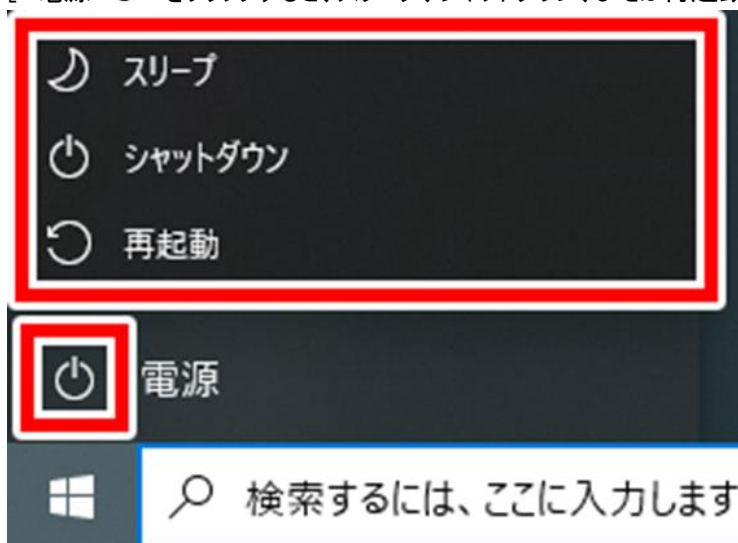 スリープ
シャットダウン
再起動
電源
検索するには、ここに入力します